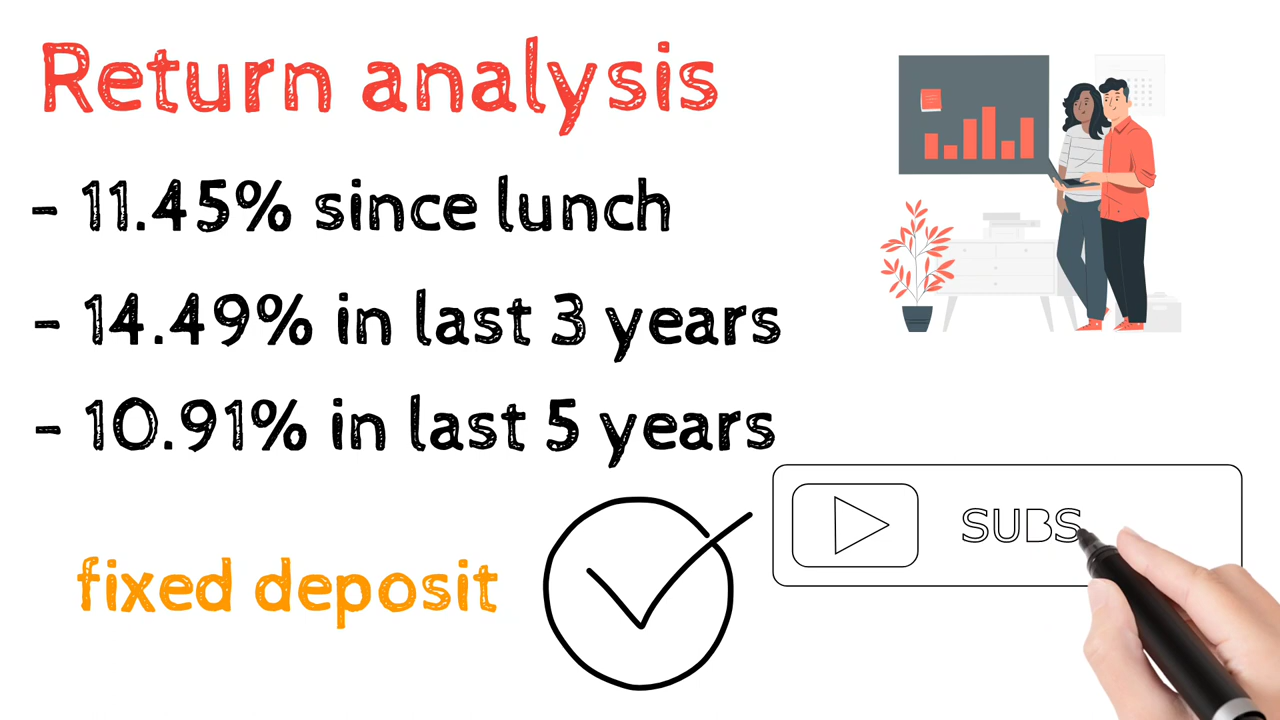 Return analysis
- 11.45% since lunch
- 14.49% in last 3 years
- 10.91% in last 5 years
SUBS
fixed deposit